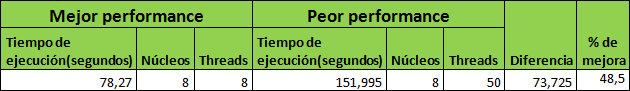 Mejor performance Peor performance
Tiempo de ejecución(segundos) Núcleos Threads Tiempo de ejecución(segundos) Núcleos Threads Diferencia % de mejora
78,27 8 8 151,995 8 50 73,725 48,5